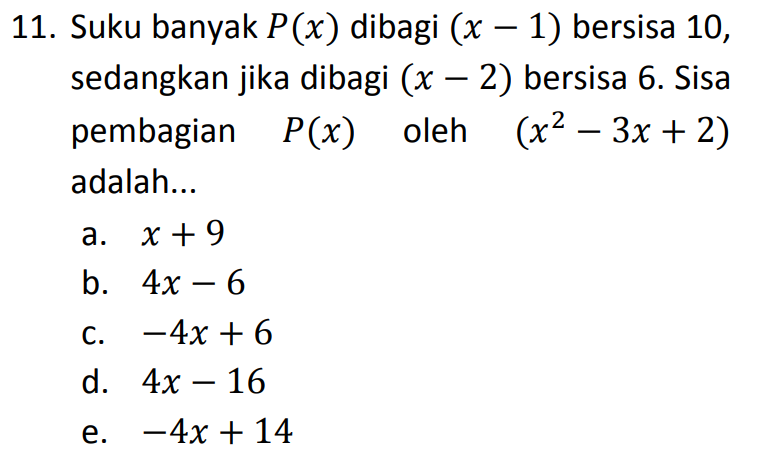 11. Suku banyak P(x) dibagi (x − 1) bersisa 10,
sedangkan jika dibagi (x − 2) bersisa 6. Sisa
pembagian P(x) oleh (x² − 3x + 2)
adalah...
a. x + 9
b. 4x − 6
c. −4x + 6
d. 4x − 16
e. −4x + 14